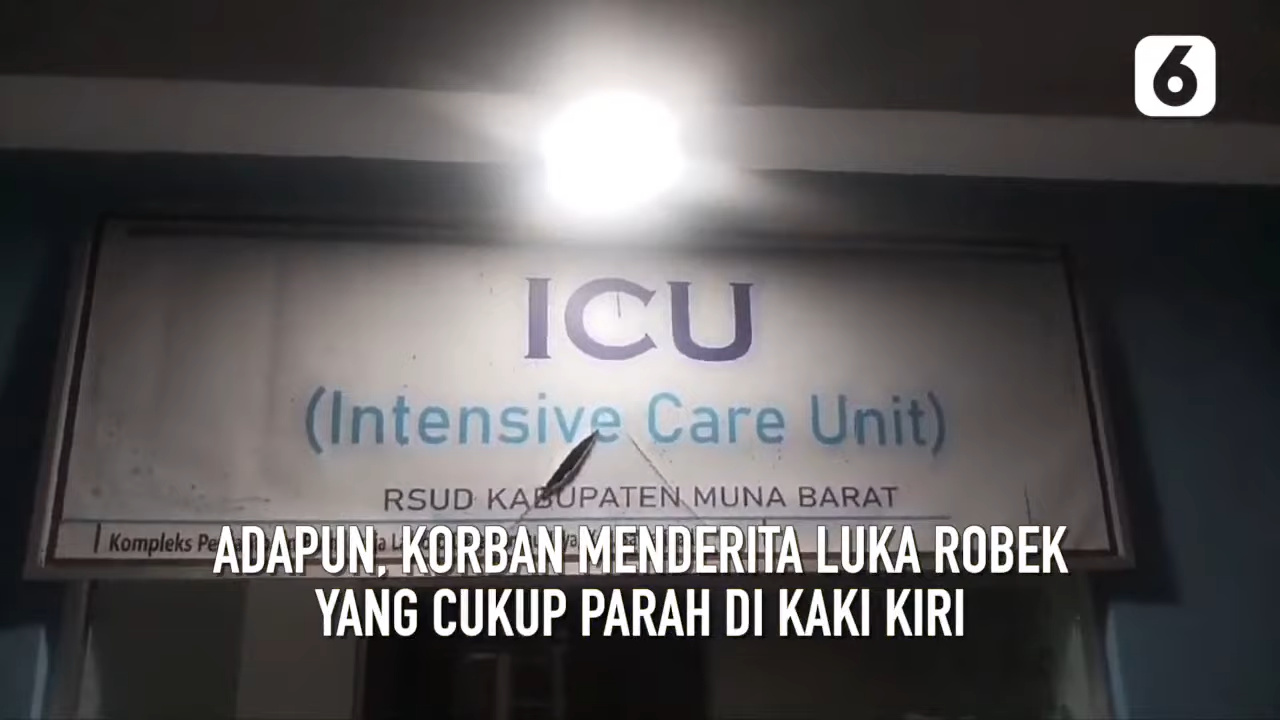 6
ICU
(Intensive Care Unit)
RSUD KABUPATEN MUNA BARAT
Kompleks
ADAPUN, KORBAN MENDERITA LUKA ROBEK
YANG CUKUP PARAH DI KAKI KIRI